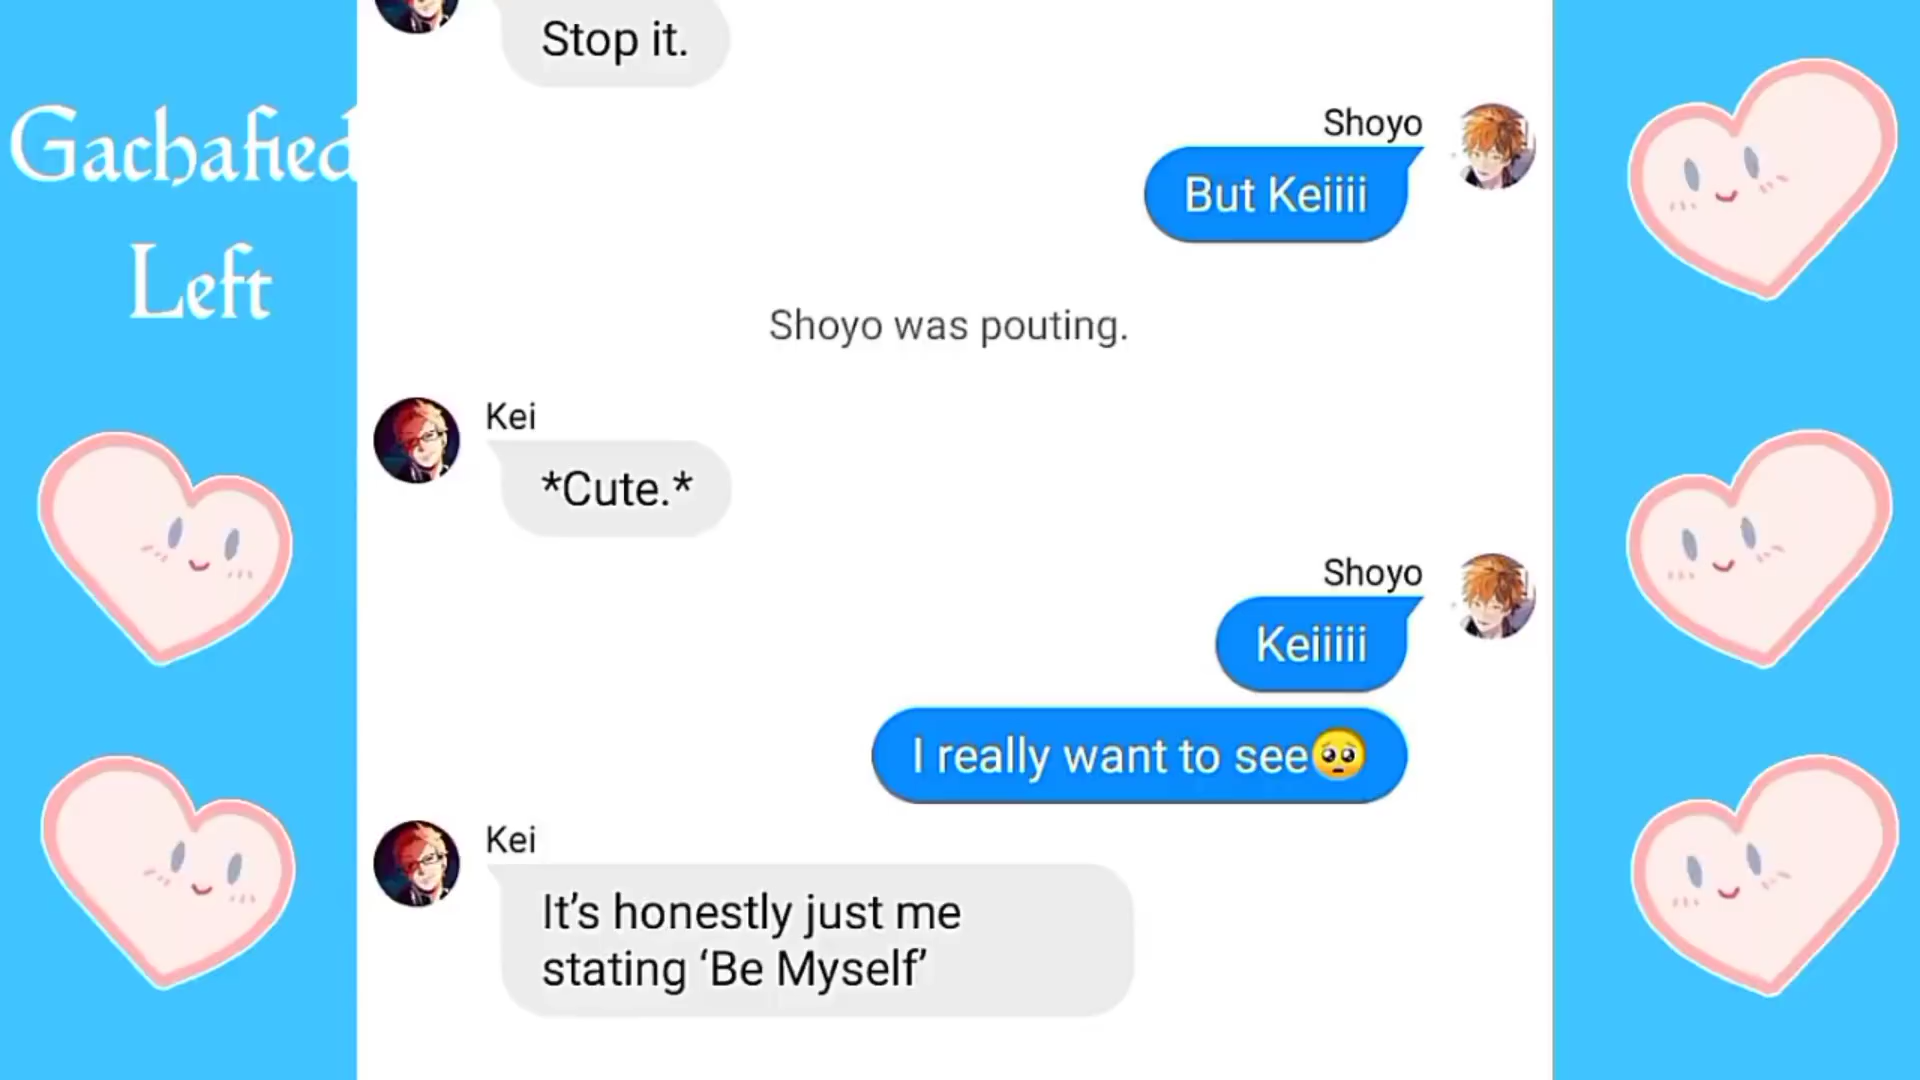 Gachafied
Left
Stop it.
Shoyo
But Keiiii
Shoyo was pouting.
Kei
*Cute.*
Shoyo
Keiiiii
I really want to see🥺
Kei
It’s honestly just me
stating ‘Be Myself’